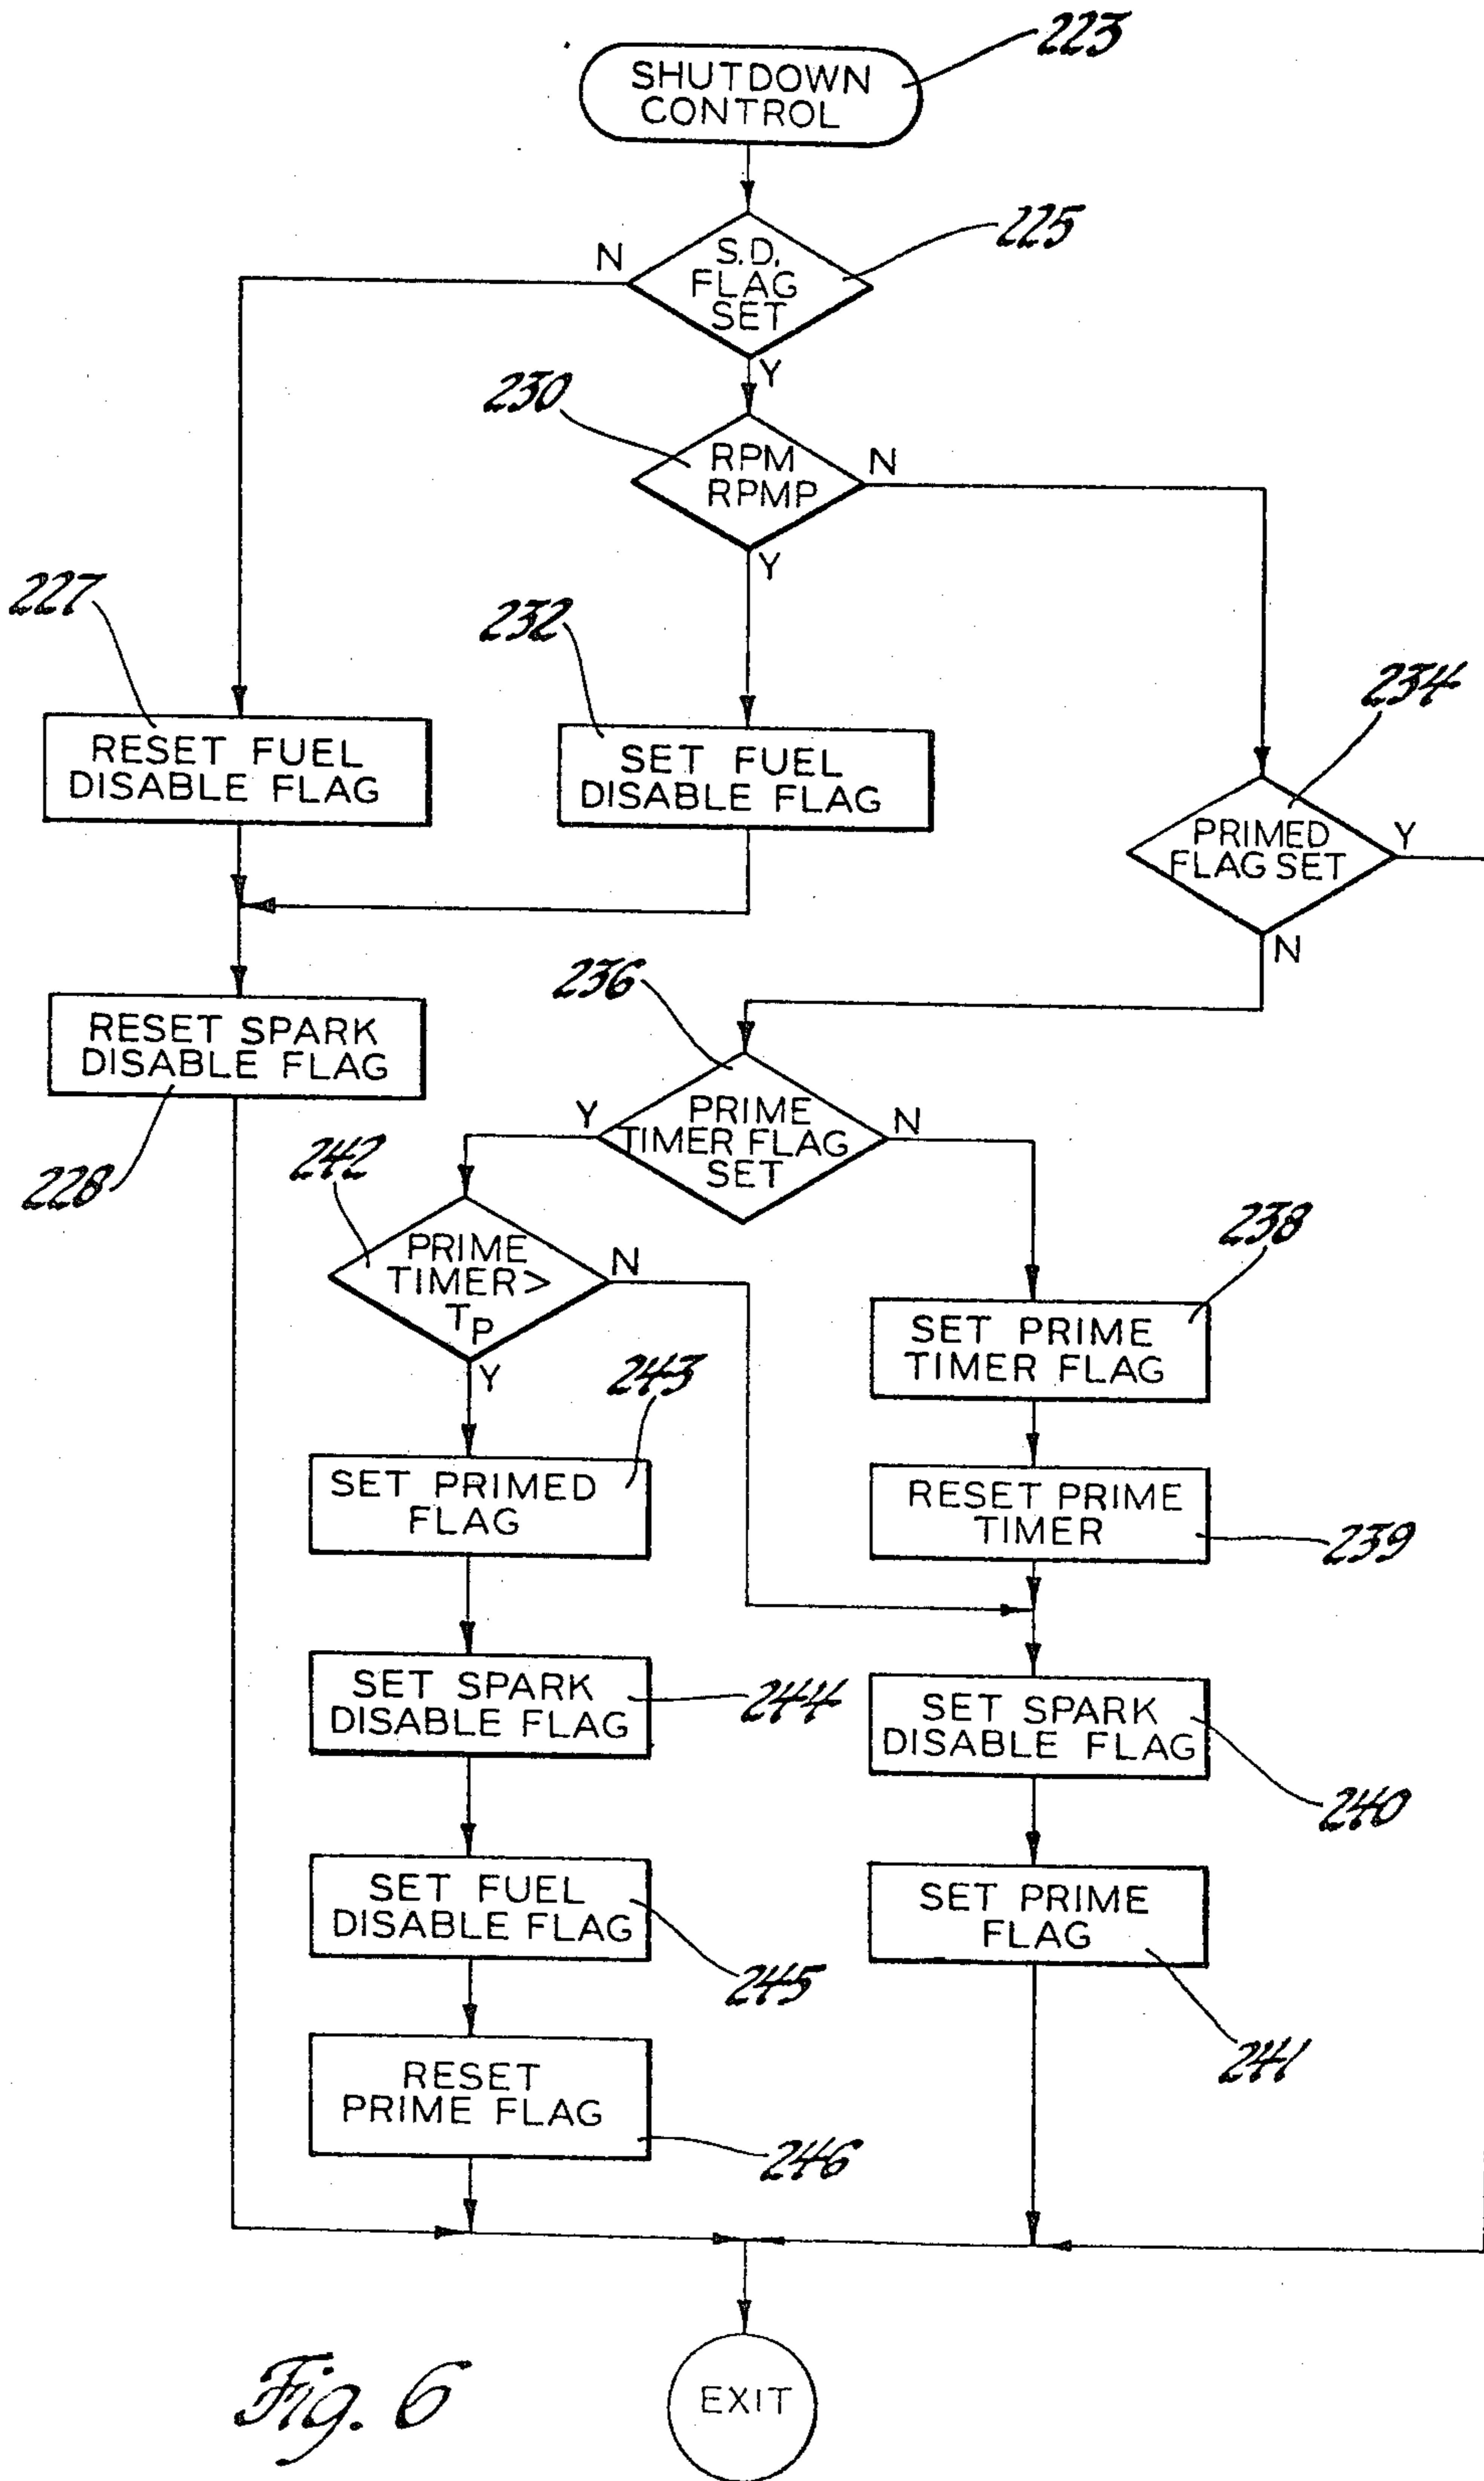 223
SHUTDOWN
CONTROL
225
N
S.D.
FLAG
SET
Y
230
RPM
RPMP
N
Y
227
232
234
RESET FUEL
DISABLE FLAG
SET FUEL
DISABLE FLAG
PRIMED
FLAG SET
Y
N
236
RESET SPARK
DISABLE FLAG
228
Y
PRIME
TIMER FLAG
SET
N
242
PRIME
TIMER >
TP
N
Y
238
SET PRIME
TIMER FLAG
243
SET PRIMED
FLAG
RESET PRIME
TIMER
239
SET SPARK
DISABLE FLAG
244
SET SPARK
DISABLE FLAG
240
SET FUEL
DISABLE FLAG
245
SET PRIME
FLAG
241
RESET
PRIME FLAG
246
EXIT
Fig. 6